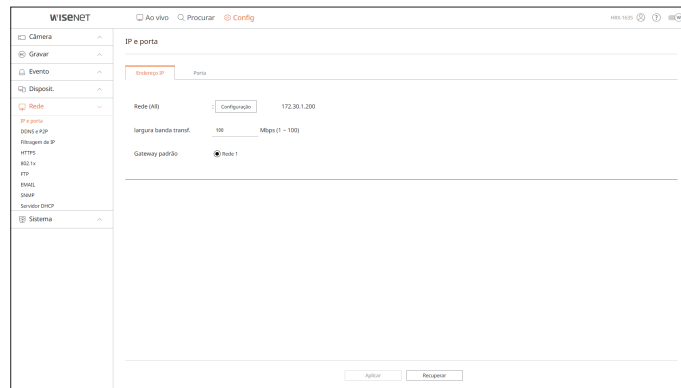 WISENET
Ao vivo Procurar Config
HRX-1635
Câmera
Gravar
Evento
Disposit.
Rede
IP e porta
DDNS e P2P
Filtragem de IP
HTTPS
802.1x
FTP
EMAIL
SNMP
Servidor DHCP
Sistema
IP e porta
Endereço IP Porta
Rede (All) : Configuração 172.30.1.200
largura banda transf. 100 Mbps (1 ~ 100)
Gateway padrão Rede 1
Aplicar Recuperar